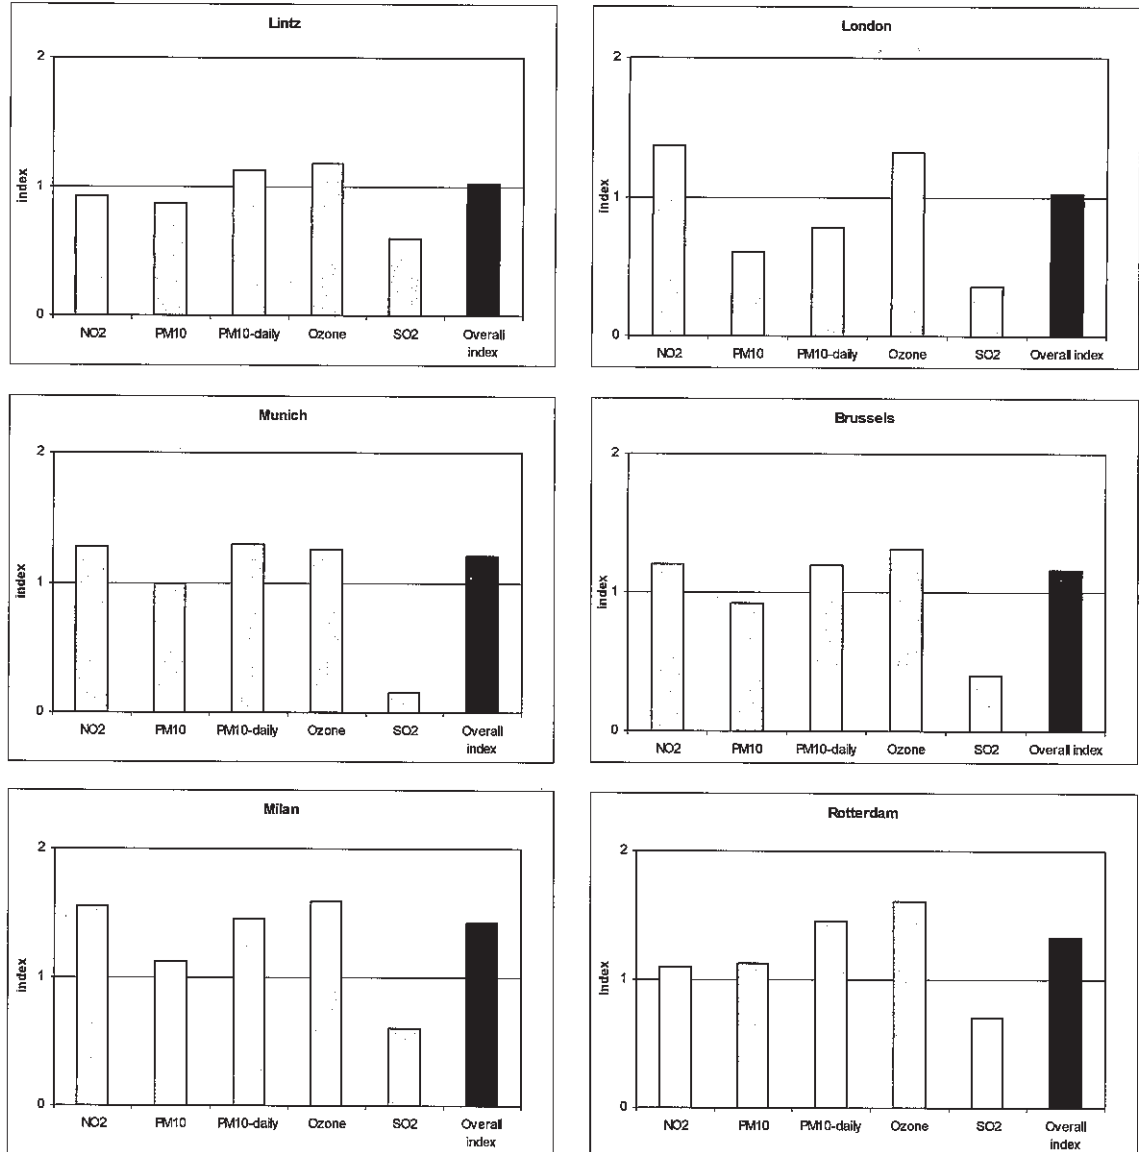 Lintz
2
1
0
index
NO2 PM10 PM10-daily Ozone SO2 Overall
index
London
2
1
0
index
NO2 PM10 PM10-daily Ozone SO2 Overall index
Munich
2
1
0
index
NO2 PM10 PM10-daily Ozone SO2 Overall
index
Brussels
2
1
0
index
NO2 PM10 PM10-daily Ozone SO2 Overall index
Milan
2
1
0
index
NO2 PM10 PM10-daily Ozone SO2 Overall
index
Rotterdam
2
1
0
Index
NO2 PM10 PM10-daily Ozone SO2 Overall
index